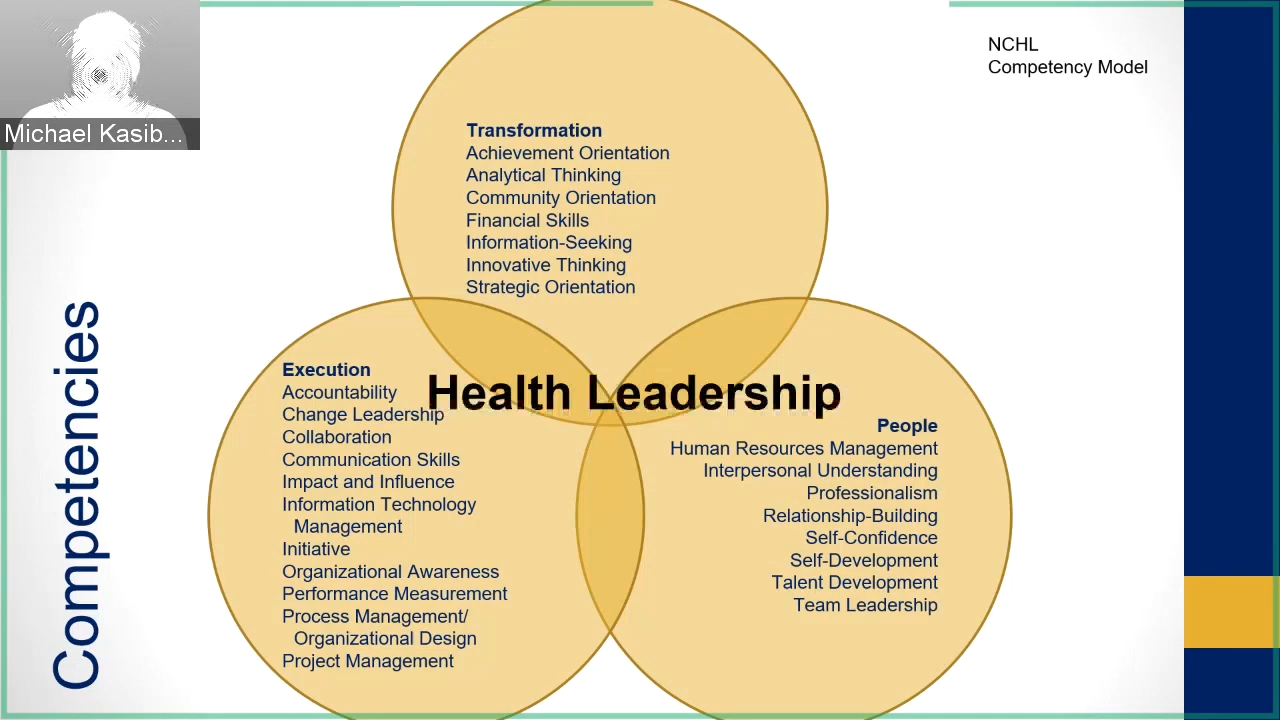 Michael Kasib...
NCHL
Competency Model
Competencies
Transformation
Achievement Orientation
Analytical Thinking
Community Orientation
Financial Skills
Information-Seeking
Innovative Thinking
Strategic Orientation
Health Leadership
Execution
Accountability
Change Leadership
Collaboration
Communication Skills
Impact and Influence
Information Technology
Management
Initiative
Organizational Awareness
Performance Measurement
Process Management/
Organizational Design
Project Management
People
Human Resources Management
Interpersonal Understanding
Professionalism
Relationship-Building
Self-Confidence
Self-Development
Talent Development
Team Leadership